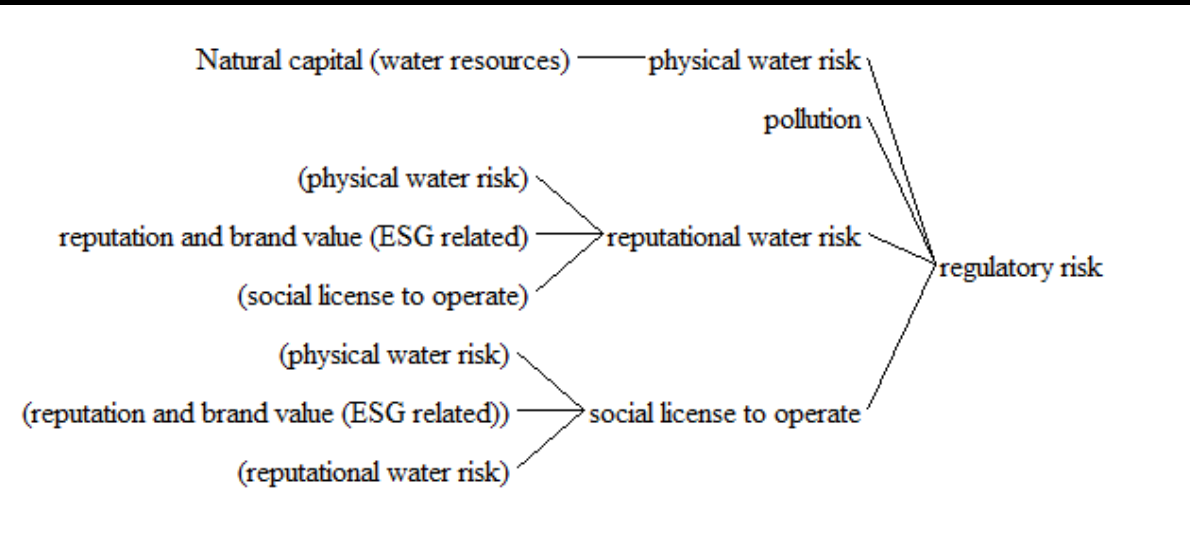 Natural capital (water resources) physical water risk
pollution
(physical water risk)
reputation and brand value (ESG related) reputational water risk
regulatory risk
(social license to operate)
(physical water risk)
(reputation and brand value (ESG related)) social license to operate
(reputational water risk)